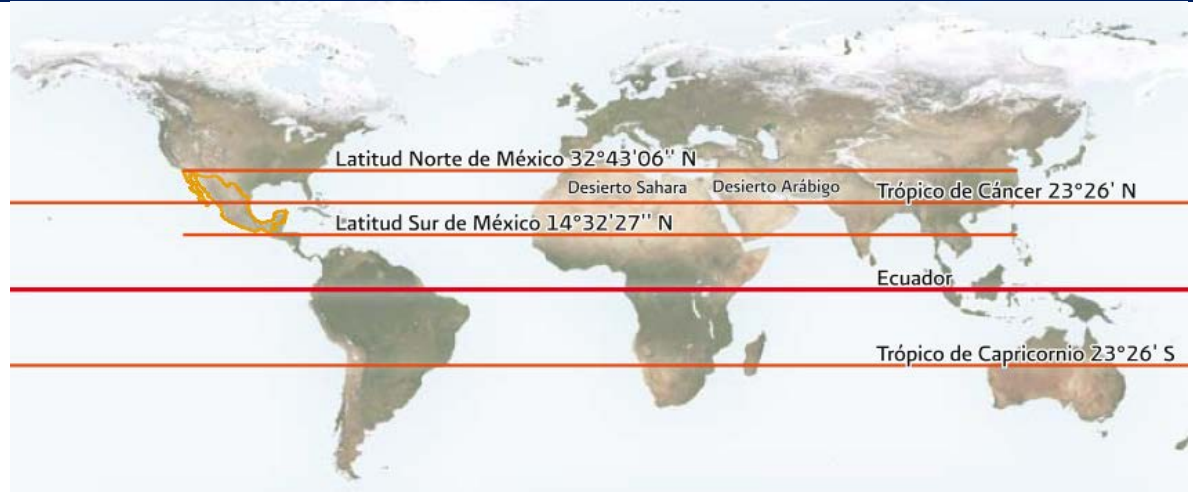 Latitud Norte de México 32°43'06'' N
Desierto Sahara
Desierto Arábigo
Trópico de Cáncer 23°26' N
Latitud Sur de México 14°32'27'' N
Ecuador
Trópico de Capricornio 23°26' S